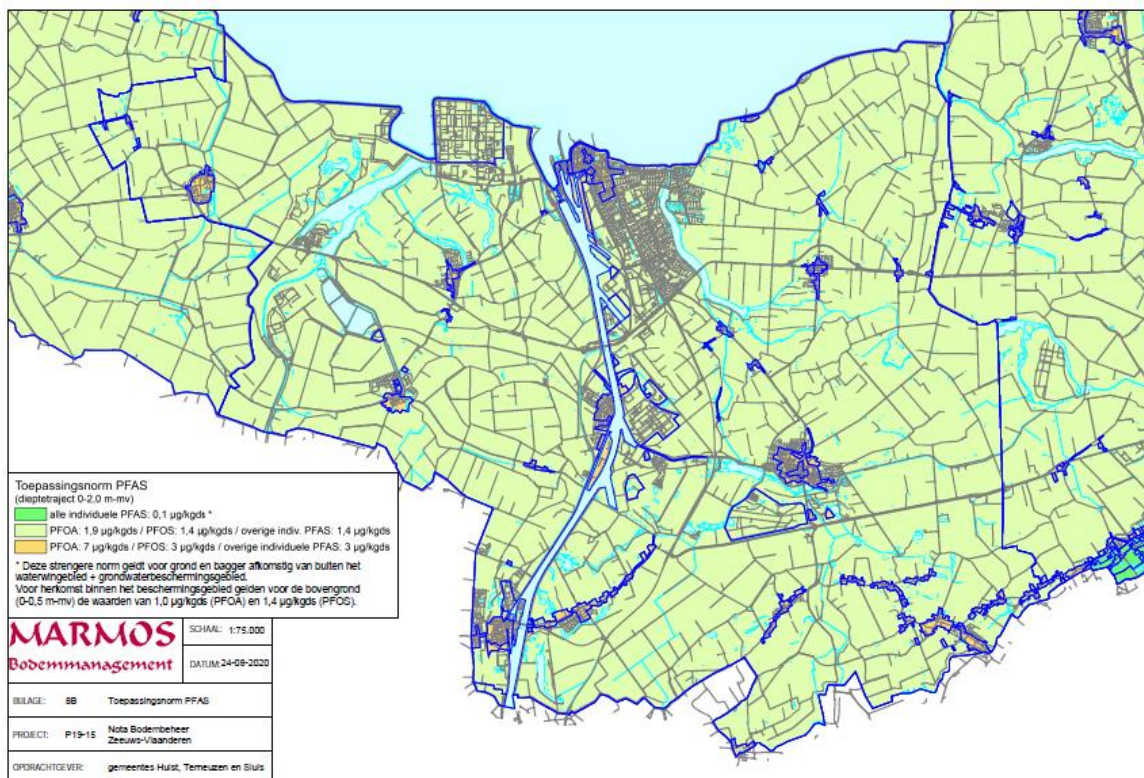 Toepassingsnorm PFAS
(dieptetraject 0-2,0 m-mv)
alle individuele PFAS: 0,1 µg/kgds *
PFOA: 1,9 µg/kgds / PFOS: 1,4 µg/kgds / overige indiv. PFAS: 1,4 µg/kgds
PFOA: 7 µg/kgds / PFOS: 3 µg/kgds / overige individuele PFAS: 3 µg/kgds
* Deze strengere norm geldt voor grond en bagger afkomstig van buiten het
waterwingebied + grondwaterbeschermingsgebied.
Voor herkomst binnen het beschermingsgebied gelden voor de bovengrond
(0-0,5 m-mv) de waarden van 1,0 µg/kgds (PFOA) en 1,4 µg/kgds (PFOS).
MARMOS
Bodemmanagement
SCHAAL: 1:75.000
DATUM: 24-09-2020
BIJLAGE: 8B Toepassingsnorm PFAS
PROJECT: P19-15 Nota Bodembeheer
Zeeuws-Vlaanderen
OPDRACHTGEVER: gemeentes Hulst, Terneuzen en Sluis